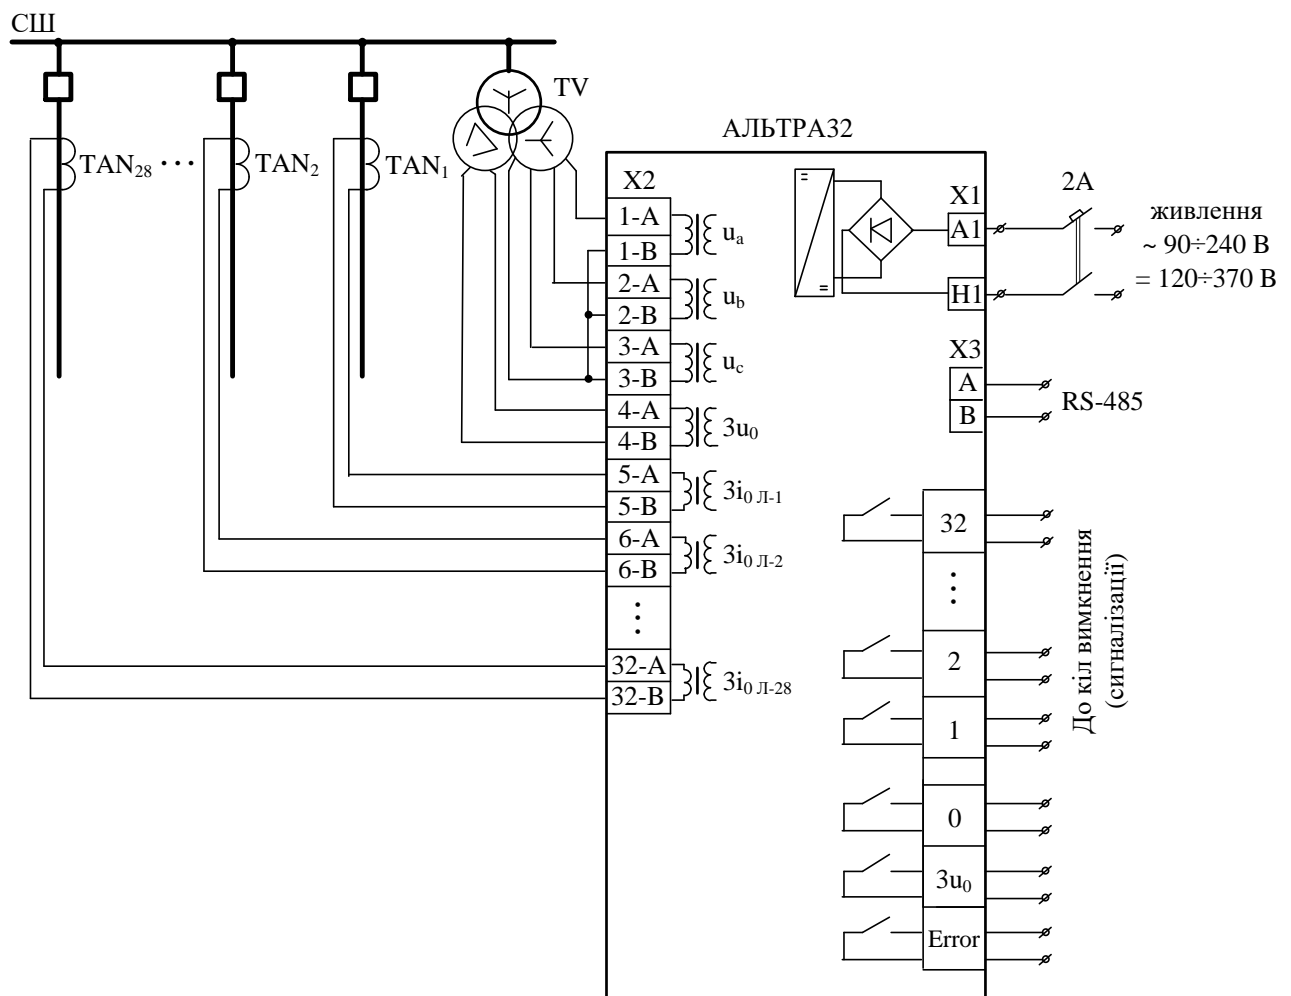 СШ
TV
TAN28 ··· TAN2 TAN1
АЛЬТРА32
X2
1-A
1-B
2-A
2-B
3-A
3-B
4-A
4-B
5-A
5-B
6-A
6-B
⋮
32-A
32-B
ua
ub
uc
3u0
3i0 Л-1
3i0 Л-2
3i0 Л-28
X1
A1
H1
2A
живлення
~ 90÷240 В
= 120÷370 В
X3
A
B
RS-485
32
⋮
2
1
0
3u0
Error
До кіл вимкнення
(сигналізації)